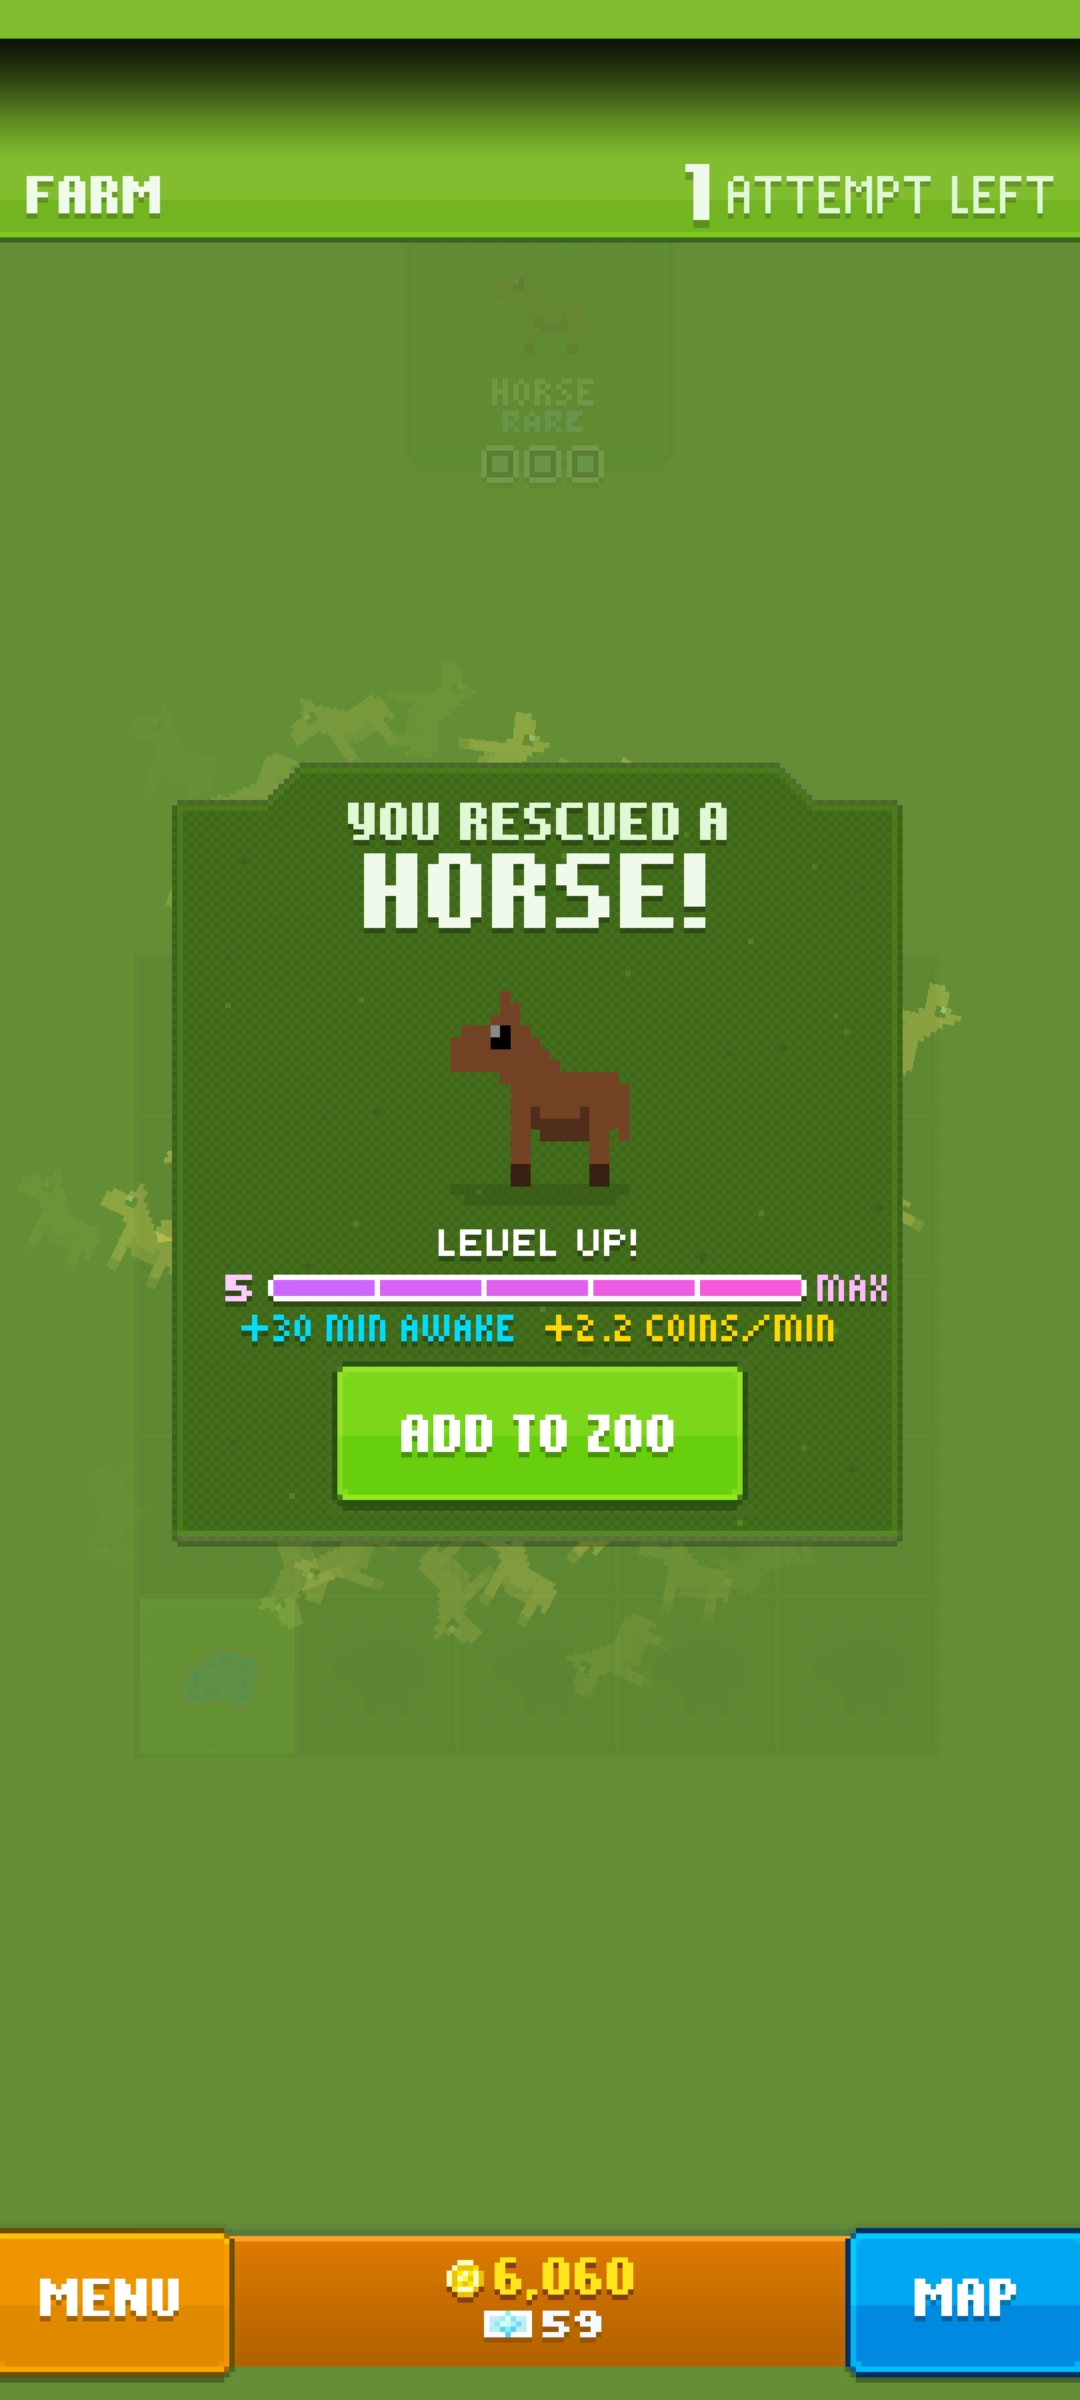 FARM
1 ATTEMPT LEFT
HORSE
RARE
YOU RESCUED A
HORSE!
LEVEL UP!
5 MAX
+30 MIN AWAKE +2.2 COINS/MIN
ADD TO ZOO
MENU
6,060
59
MAP